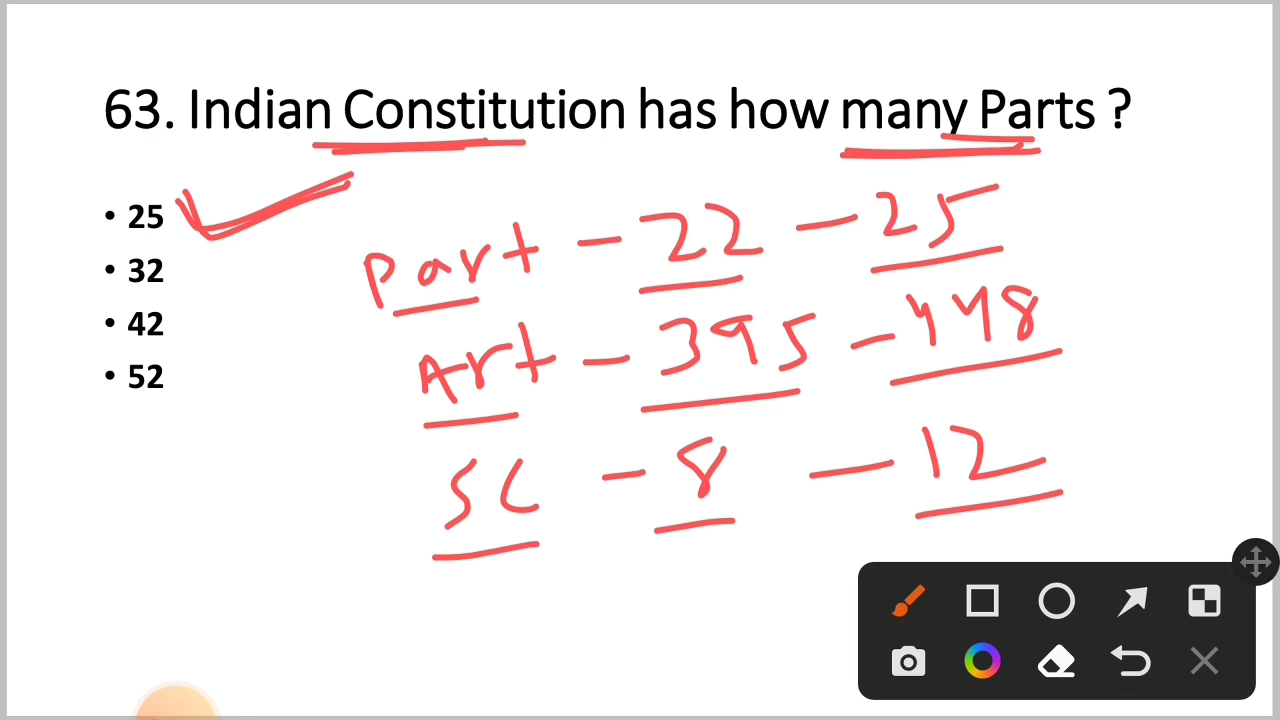 63. Indian Constitution has how many Parts ?
• 25
• 32
• 42
• 52
Part – 22 – 25
Art – 395 – 448
SC – 8 – 12